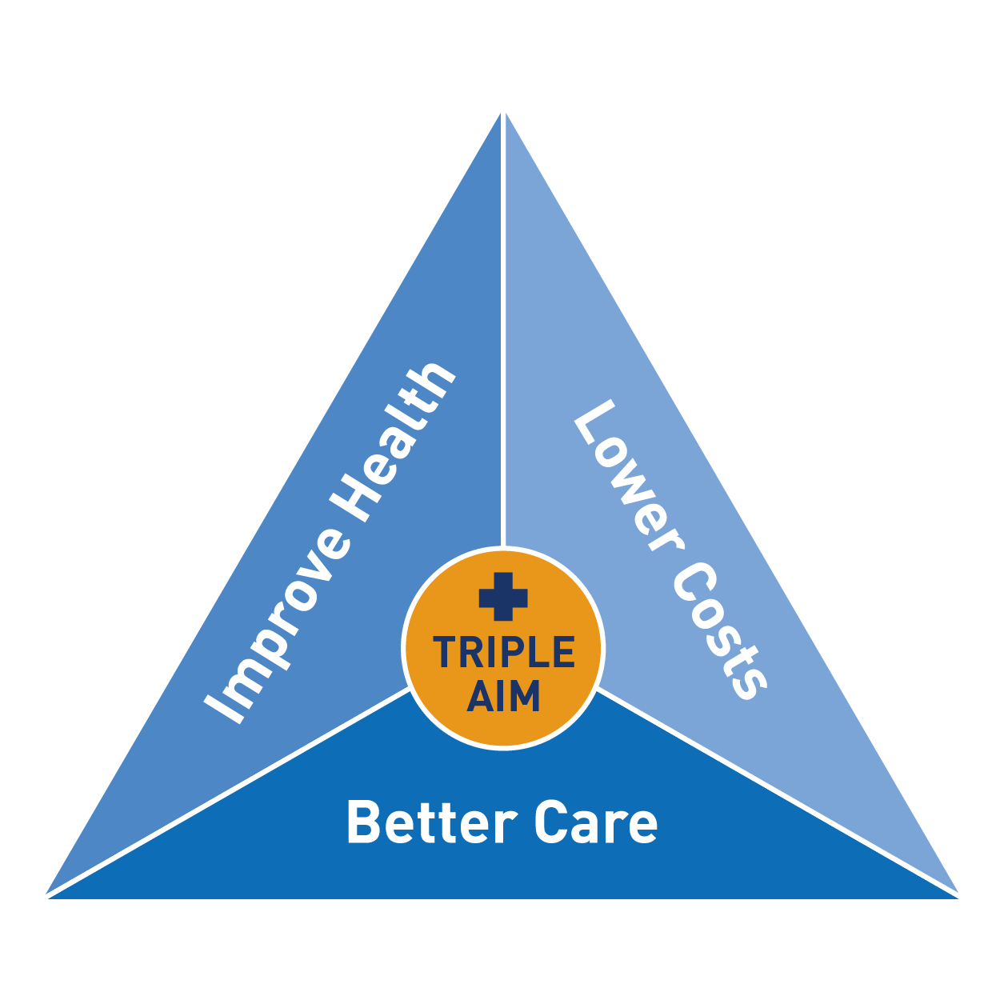 Improve Health
Lower Costs
TRIPLE
AIM
Better Care